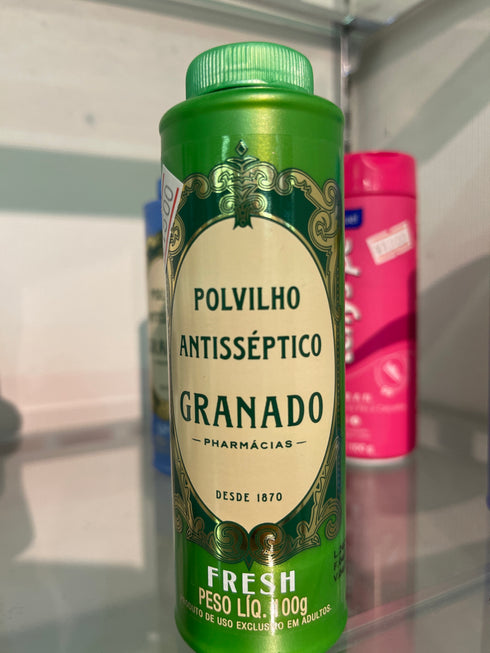 POLVILHO
ANTISSÉPTICO
GRANADO
PHARMÁCIAS
DESDE 1870
FRESH
PESO LÍQ. 100g
PRODUTO DE USO EXCLUSIVO EM ADULTOS.